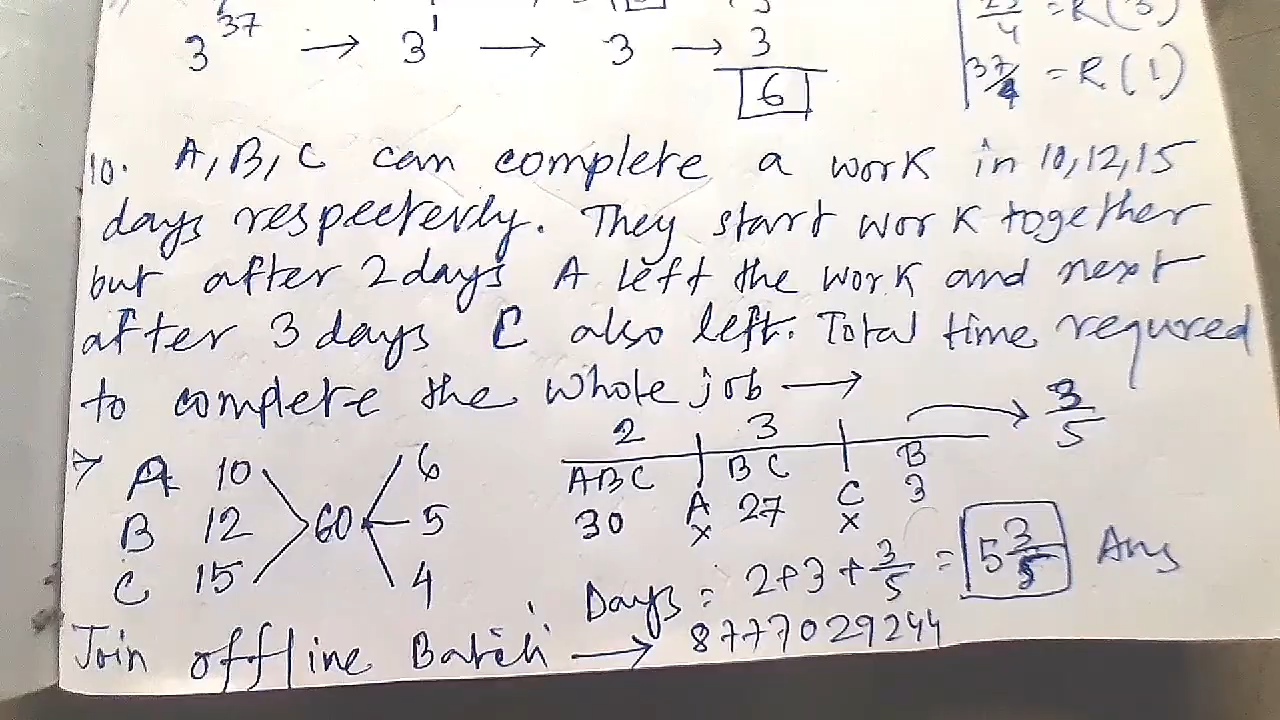 3^37 → 3^1 → 3 → 3
6
37/4 = R(1)
10. A, B, C can complete a work in 10, 12, 15
days respecterly. They start work together
but after 2 days A left the work and next
after 3 days C also left. Total time requred
to complete the whole job →
2 3 → 3/5
A 10 60 6 ABC BC B
B 12 5 30 A x 27 C x 3
C 15 4 Days = 2+3+3/5 = 5 3/5 Ans
Join offline Batch → 8777029244